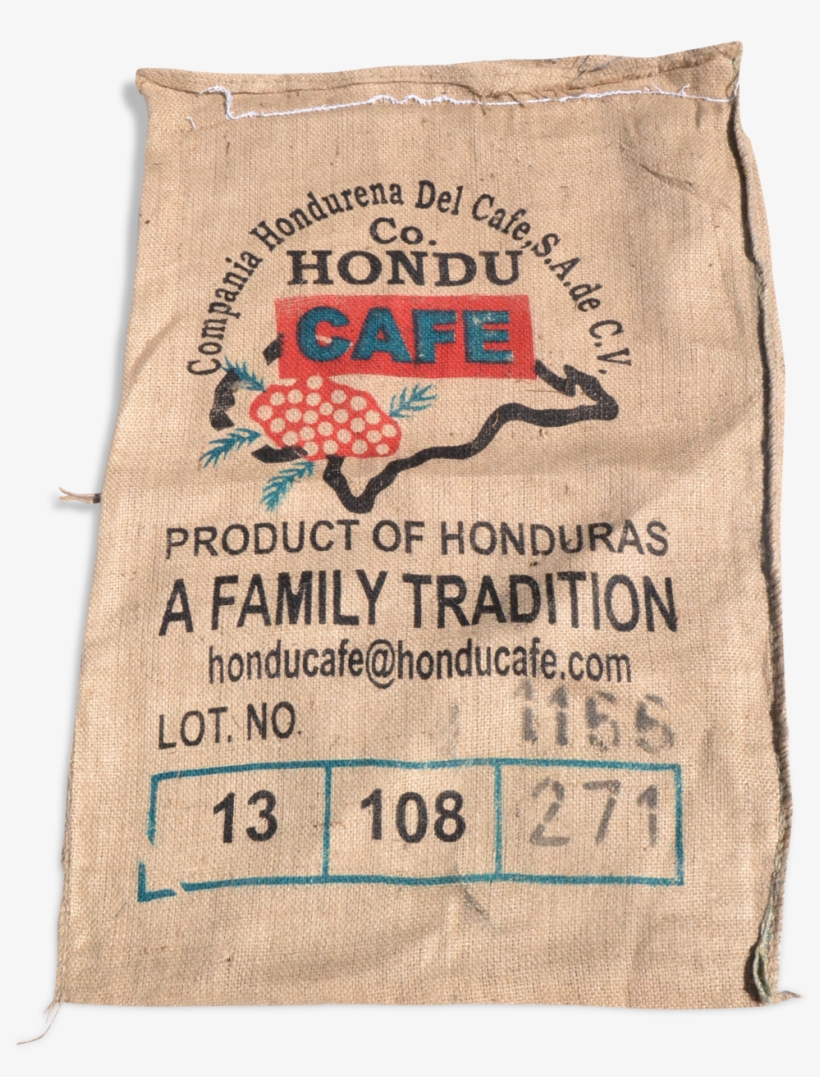 Compania Hondurena Del Cafe, S.A. de C.V.
Co.
HONDU
CAFE
PRODUCT OF HONDURAS
A FAMILY TRADITION
honducafe@honducafe.com
LOT. NO.
13 108 271